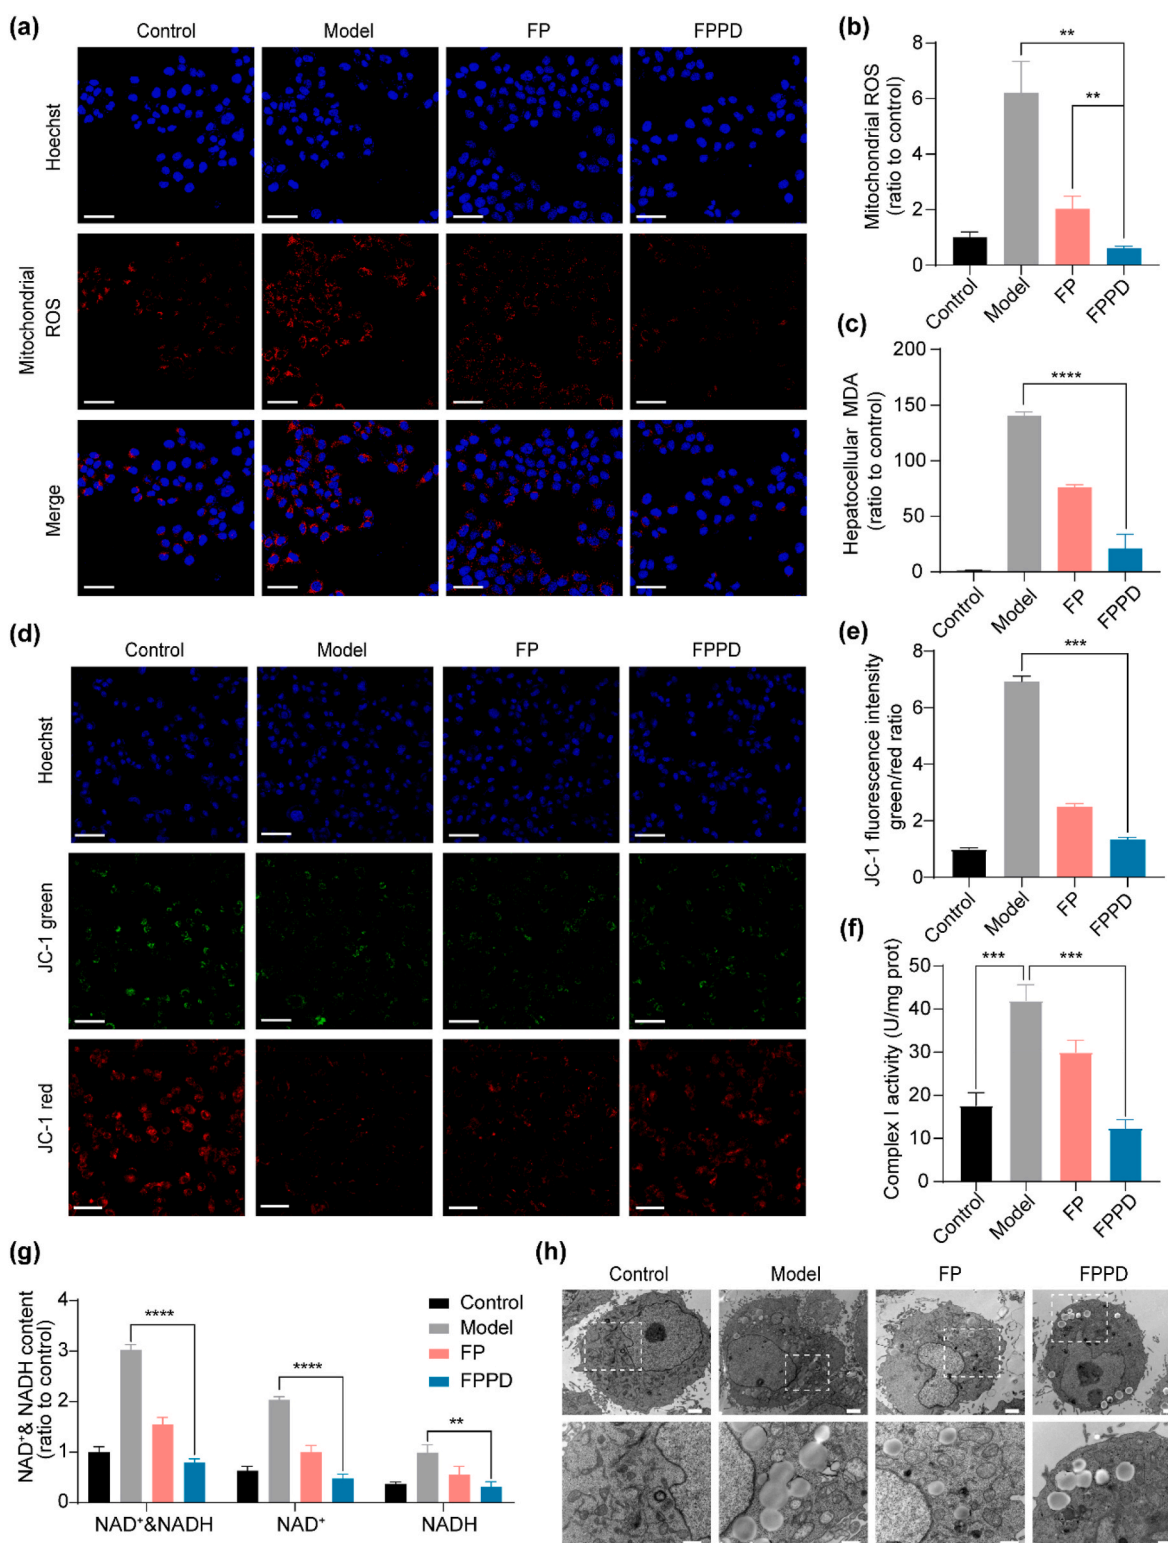 (a)
Control Model FP FPPD
Hoechst
Mitochondrial
ROS
Merge
(b)
Mitochondrial ROS
(ratio to control)
8
6
4
2
0
**
**
Control Model FP FPPD
(c)
Hepatocellular MDA
(ratio to control)
200
150
100
50
0
****
Control Model FP FPPD
(d)
Control Model FP FPPD
Hoechst
JC-1 green
JC-1 red
(e)
JC-1 fluorescence intensity
green/red ratio
8
6
4
2
0
***
Control Model FP FPPD
(f)
Complex I activity (U/mg prot)
50
40
30
20
10
0
*** ***
Control Model FP FPPD
(g)
NAD⁺& NADH content
(ratio to control)
4
3
2
1
0
****
****
**
Control
Model
FP
FPPD
NAD⁺&NADH NAD⁺ NADH
(h)
Control Model FP FPPD